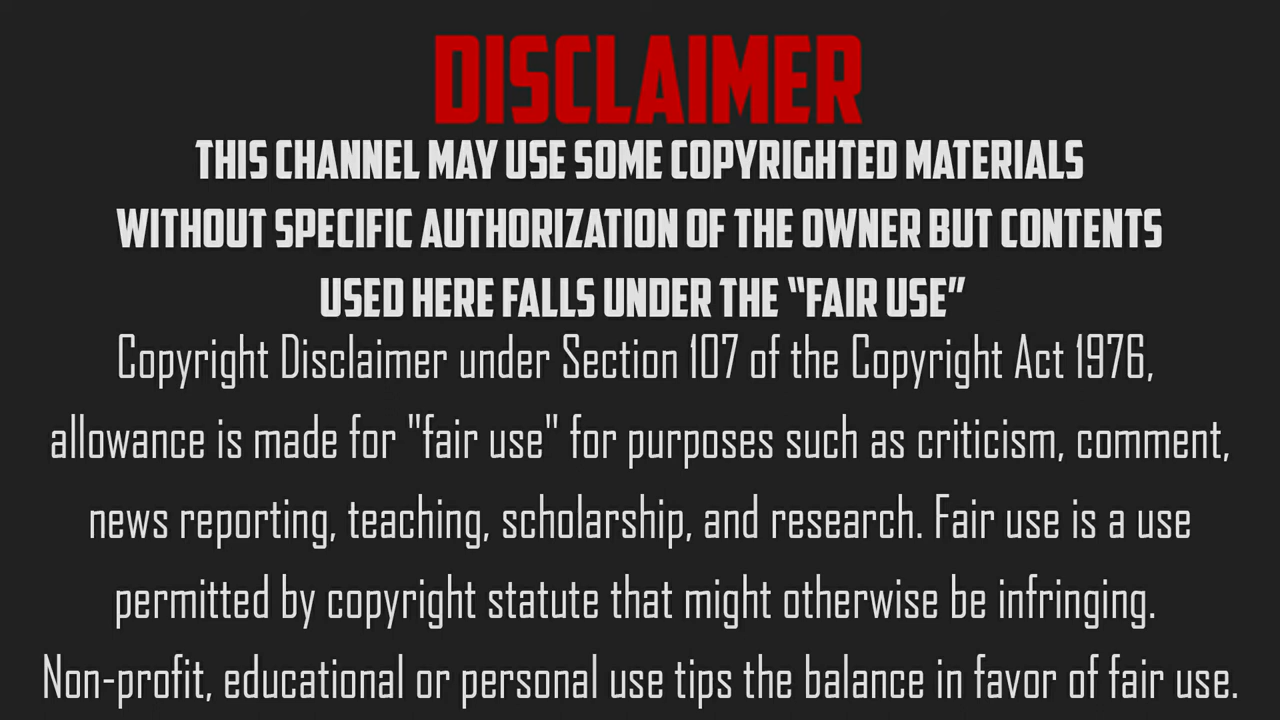 DISCLAIMER
THIS CHANNEL MAY USE SOME COPYRIGHTED MATERIALS
WITHOUT SPECIFIC AUTHORIZATION OF THE OWNER BUT CONTENTS
USED HERE FALLS UNDER THE “FAIR USE”
Copyright Disclaimer under Section 107 of the Copyright Act 1976,
allowance is made for "fair use" for purposes such as criticism, comment,
news reporting, teaching, scholarship, and research. Fair use is a use
permitted by copyright statute that might otherwise be infringing.
Non-profit, educational or personal use tips the balance in favor of fair use.